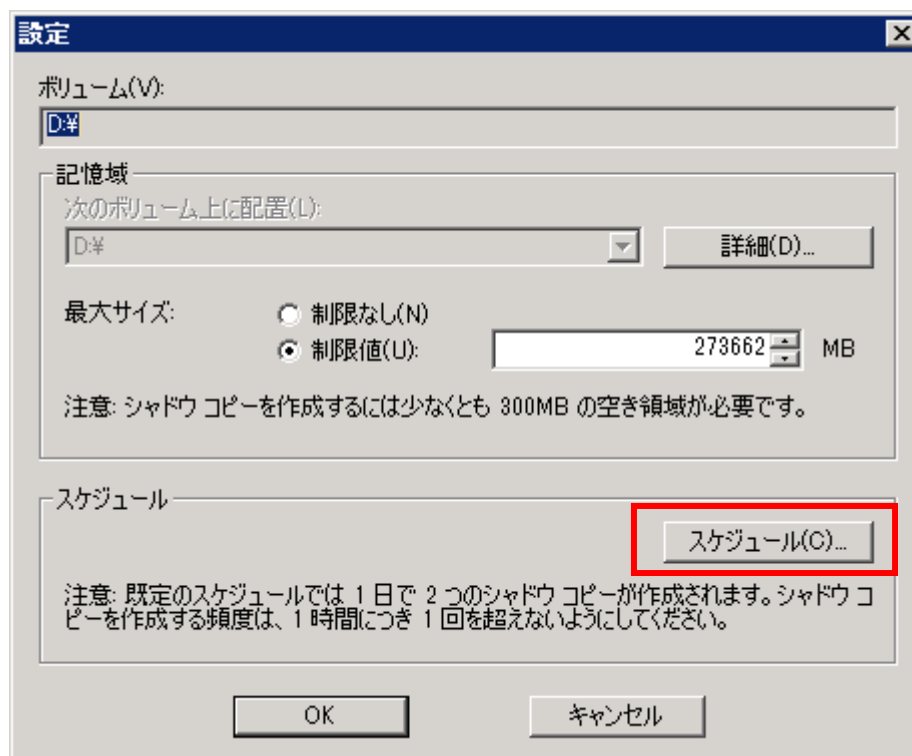 設定
ボリューム(V):
D:¥
記憶域
次のボリューム上に配置(L):
D:¥
詳細(D)...
最大サイズ:
制限なし(N)
制限値(U):
273662
MB
注意: シャドウ コピーを作成するには少なくとも 300MB の空き領域が必要です。
スケジュール
スケジュール(C)...
注意: 既定のスケジュールでは 1 日で 2 つのシャドウ コピーが作成されます。シャドウ コ
ピーを作成する頻度は、1 時間につき 1 回を超えないようにしてください。
OK
キャンセル